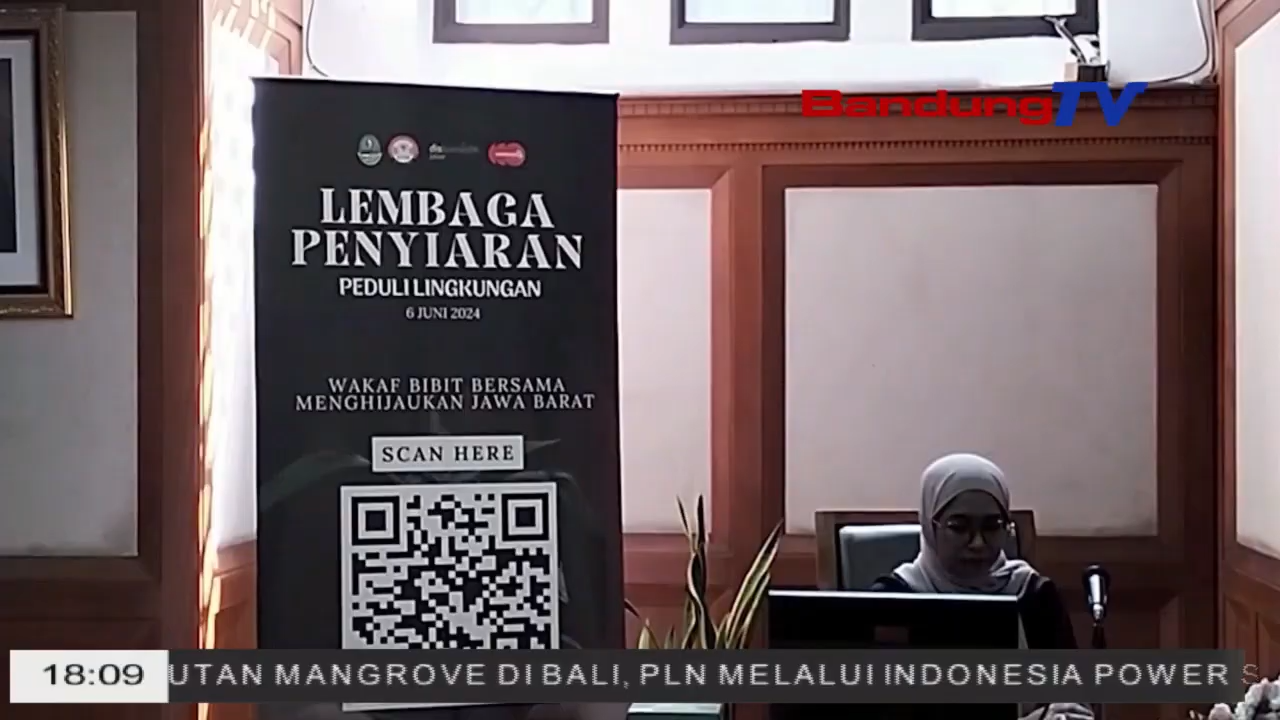 BandungTV
LEMBAGA
PENYIARAN
PEDULI LINGKUNGAN
6 JUNI 2024
WAKAF BIBIT BERSAMA
MENGHIJAUKAN JAWA BARAT
SCAN HERE
18:09
UTAN MANGROVE DI BALI, PLN MELALUI INDONESIA POWER S